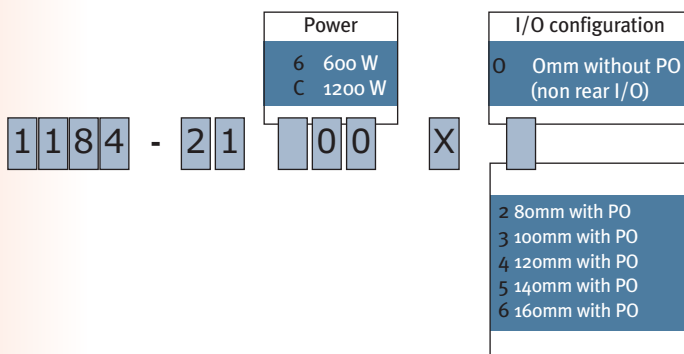 Power
I/O configuration
6 600 W
C 1200 W
0 0mm without PO
(non rear I/O)
1184 - 21 00 X
2 80mm with PO
3 100mm with PO
4 120mm with PO
5 140mm with PO
6 160mm with PO